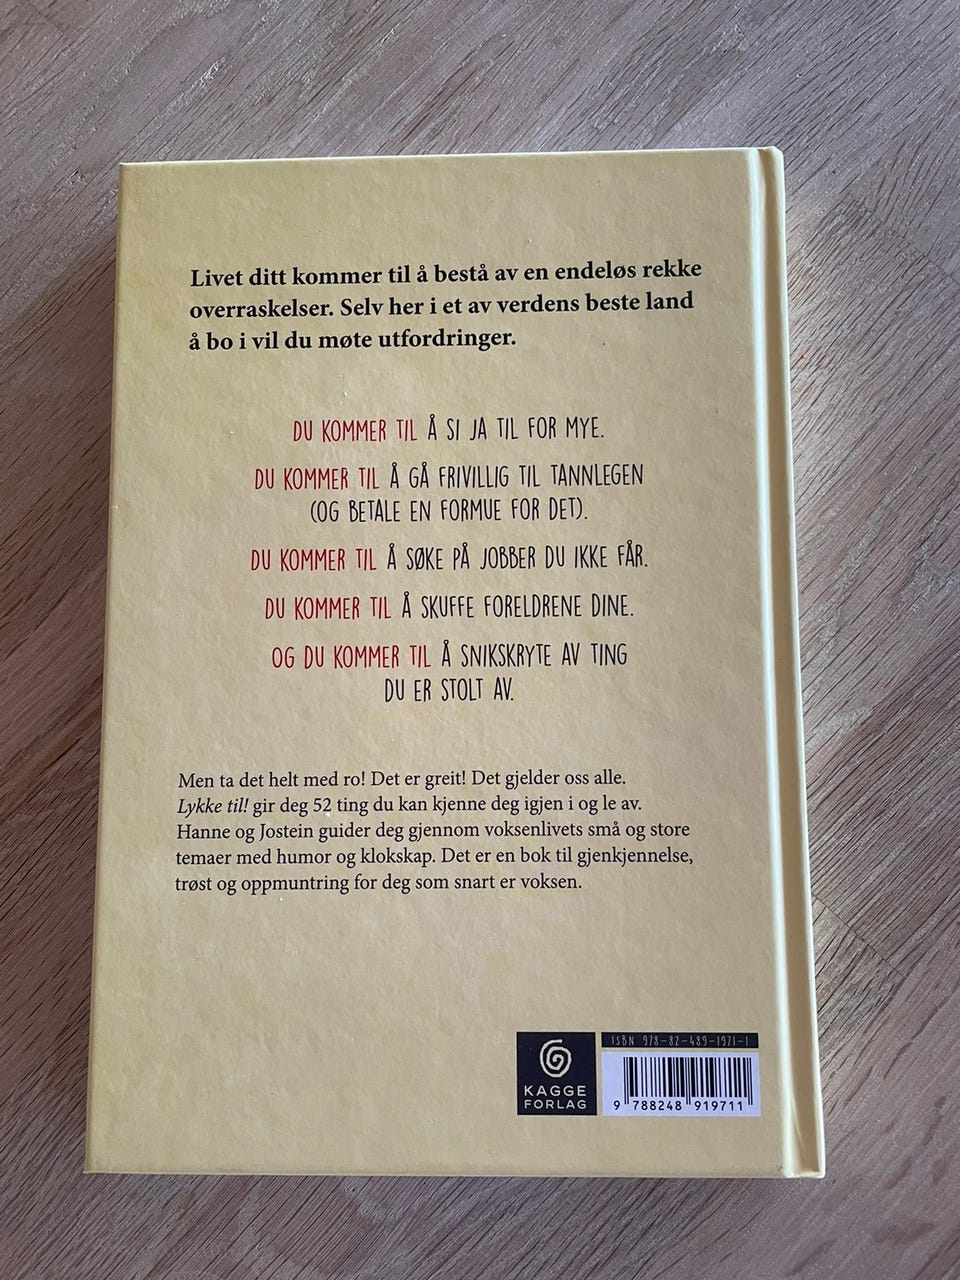 Livet ditt kommer til å bestå av en endeløs rekke
overraskelser. Selv her i et av verdens beste land
å bo i vil du møte utfordringer.
DU KOMMER TIL Å SI JA TIL FOR MYE.
DU KOMMER TIL Å GÅ FRIVILLIG TIL TANNLEGEN
(OG BETALE EN FORMUE FOR DET).
DU KOMMER TIL Å SØKE PÅ JOBBER DU IKKE FÅR.
DU KOMMER TIL Å SKUFFE FORELDRENE DINE.
OG DU KOMMER TIL Å SNIKSKRYTE AV TING
DU ER STOLT AV.
Men ta det helt med ro! Det er greit! Det gjelder oss alle.
Lykke til! gir deg 52 ting du kan kjenne deg igjen i og le av.
Hanne og Jostein guider deg gjennom voksenlivets små og store
temaer med humor og klokskap. Det er en bok til gjenkjennelse,
trøst og oppmuntring for deg som snart er voksen.
KAGGE
FORLAG
ISBN 978-82-489-1971-1
9 788248 919711